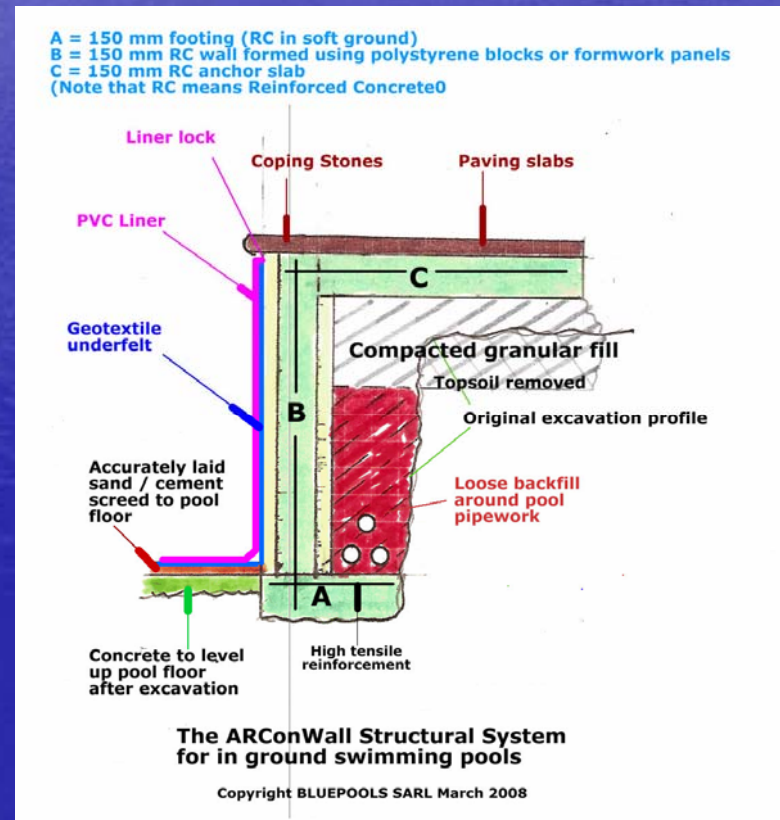 A = 150 mm footing (RC in soft ground)
B = 150 mm RC wall formed using polystyrene blocks or formwork panels
C = 150 mm RC anchor slab
(Note that RC means Reinforced Concrete0
Liner lock
Coping Stones
Paving slabs
PVC Liner
C
Geotextile
underfelt
Compacted granular fill
Topsoil removed
B
Original excavation profile
Accurately laid
sand / cement
screed to pool
floor
Loose backfill
around pool
pipework
A
High tensile
reinforcement
Concrete to level
up pool floor
after excavation
The ARConWall Structural System
for in ground swimming pools
Copyright BLUEPOOLS SARL March 2008